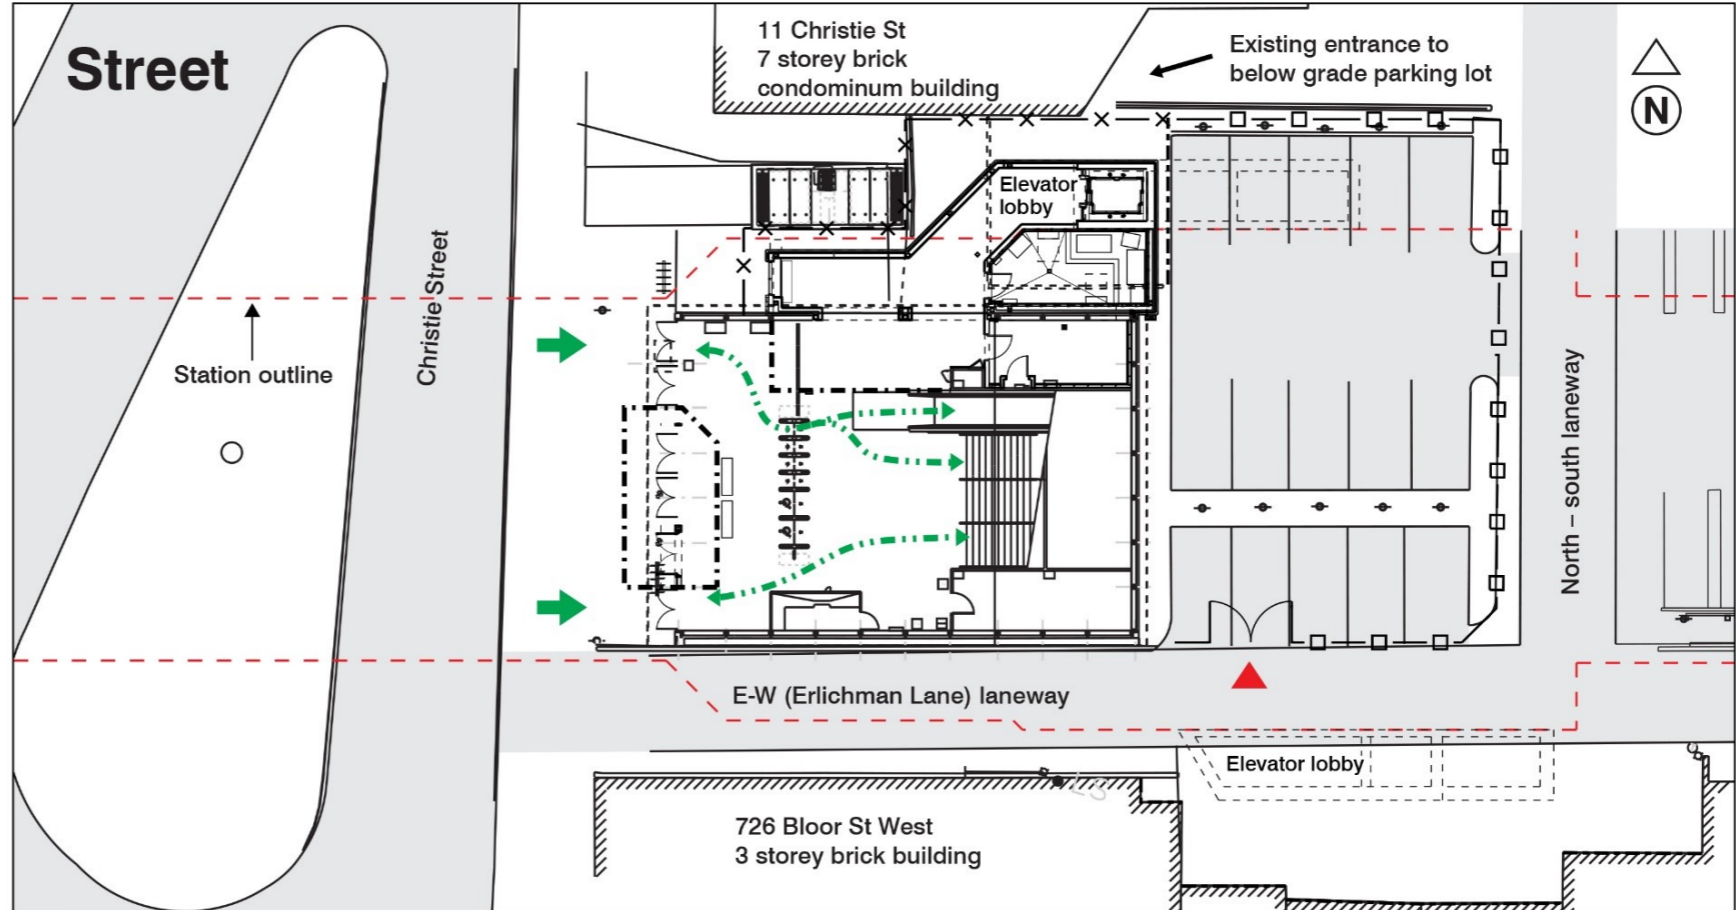 Street
11 Christie St
7 storey brick
condominum building
Existing entrance to
below grade parking lot
N
Elevator
lobby
Christie Street
Station outline
North – south laneway
E-W (Erlichman Lane) laneway
Elevator lobby
LS
726 Bloor St West
3 storey brick building